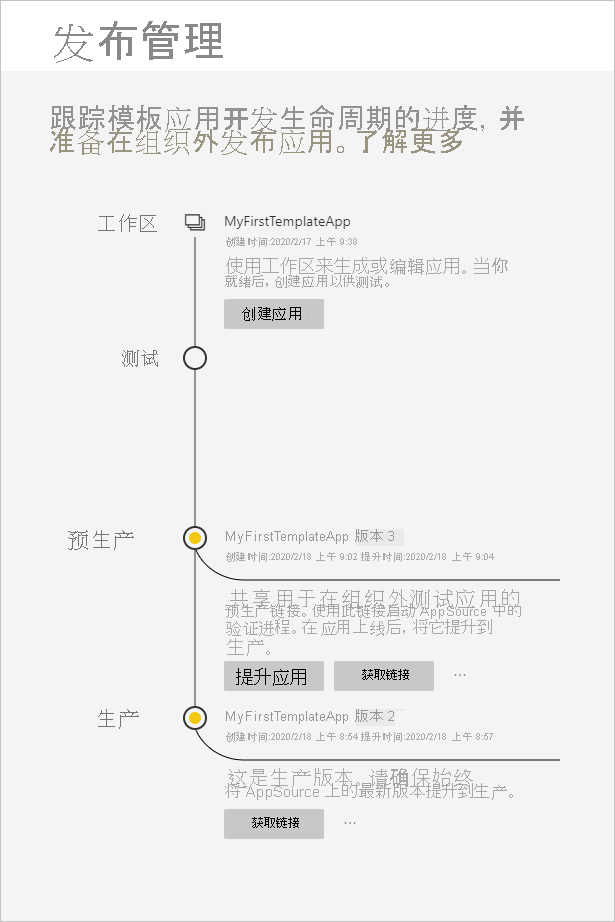 发布管理
跟踪模板应用开发生命周期的进度, 并
准备在组织外发布应用。了解更多
工作区
MyFirstTemplateApp
创建时间:2020/2/17 上午 9:38
使用工作区来生成或编辑应用。当你
就绪后, 创建应用以供测试。
创建应用
测试
预生产
MyFirstTemplateApp 版本 3
创建时间:2020/2/18 上午 9:02 提升时间:2020/2/18 上午 9:04
共享用于在组织外测试应用的
预生产链接。使用此链接启动 AppSource 中的
验证进程。在 应用上线后, 将它提升到
生产。
提升应用
获取链接
...
生产
MyFirstTemplateApp 版本 2
创建时间:2020/2/18 上午 8:54 提升时间:2020/2/18 上午 8:57
这是生产版本。请确保始终
将 AppSource 上的最新版本提升到生产。
获取链接
...